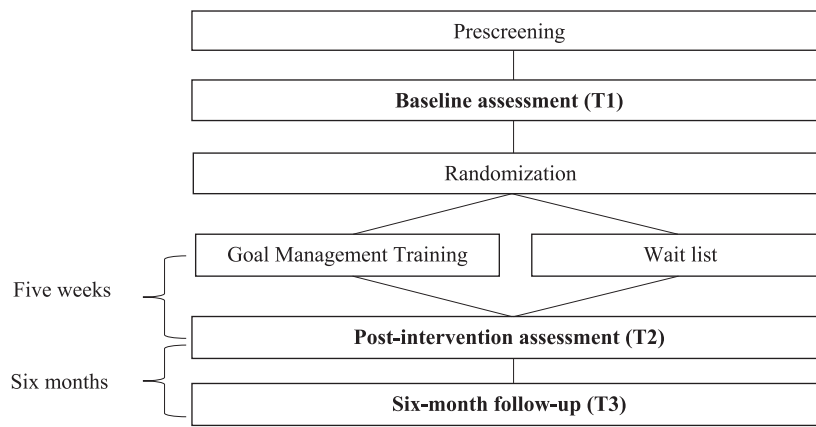 Prescreening
Baseline assessment (T1)
Randomization
Goal Management Training
Wait list
Five weeks
Post-intervention assessment (T2)
Six months
Six-month follow-up (T3)